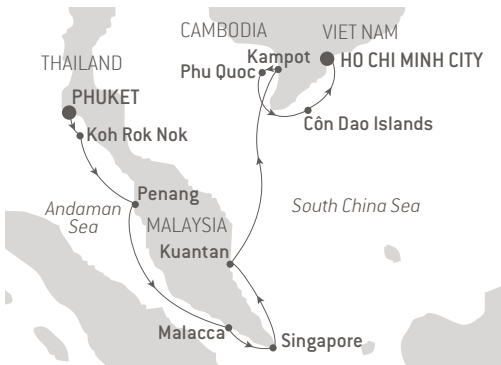 CAMBODIA
VIET NAM
Kampot
HO CHI MINH CITY
THAILAND
Phu Quoc
PHUKET
Côn Dao Islands
Koh Rok Nok
Penang
Andaman
Sea
South China Sea
MALAYSIA
Kuantan
Malacca
Singapore